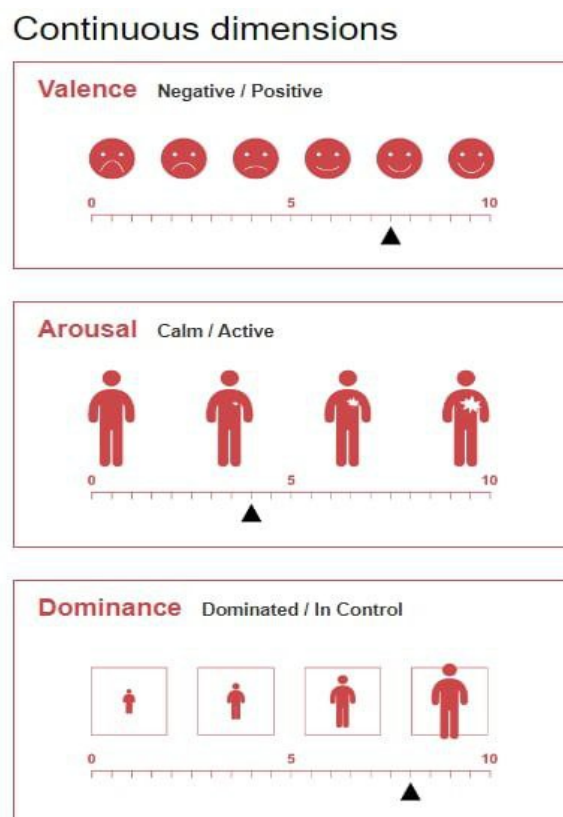 Continuous dimensions
Valence Negative / Positive
0 5 10
Arousal Calm / Active
0 5 10
Dominance Dominated / In Control
0 5 10